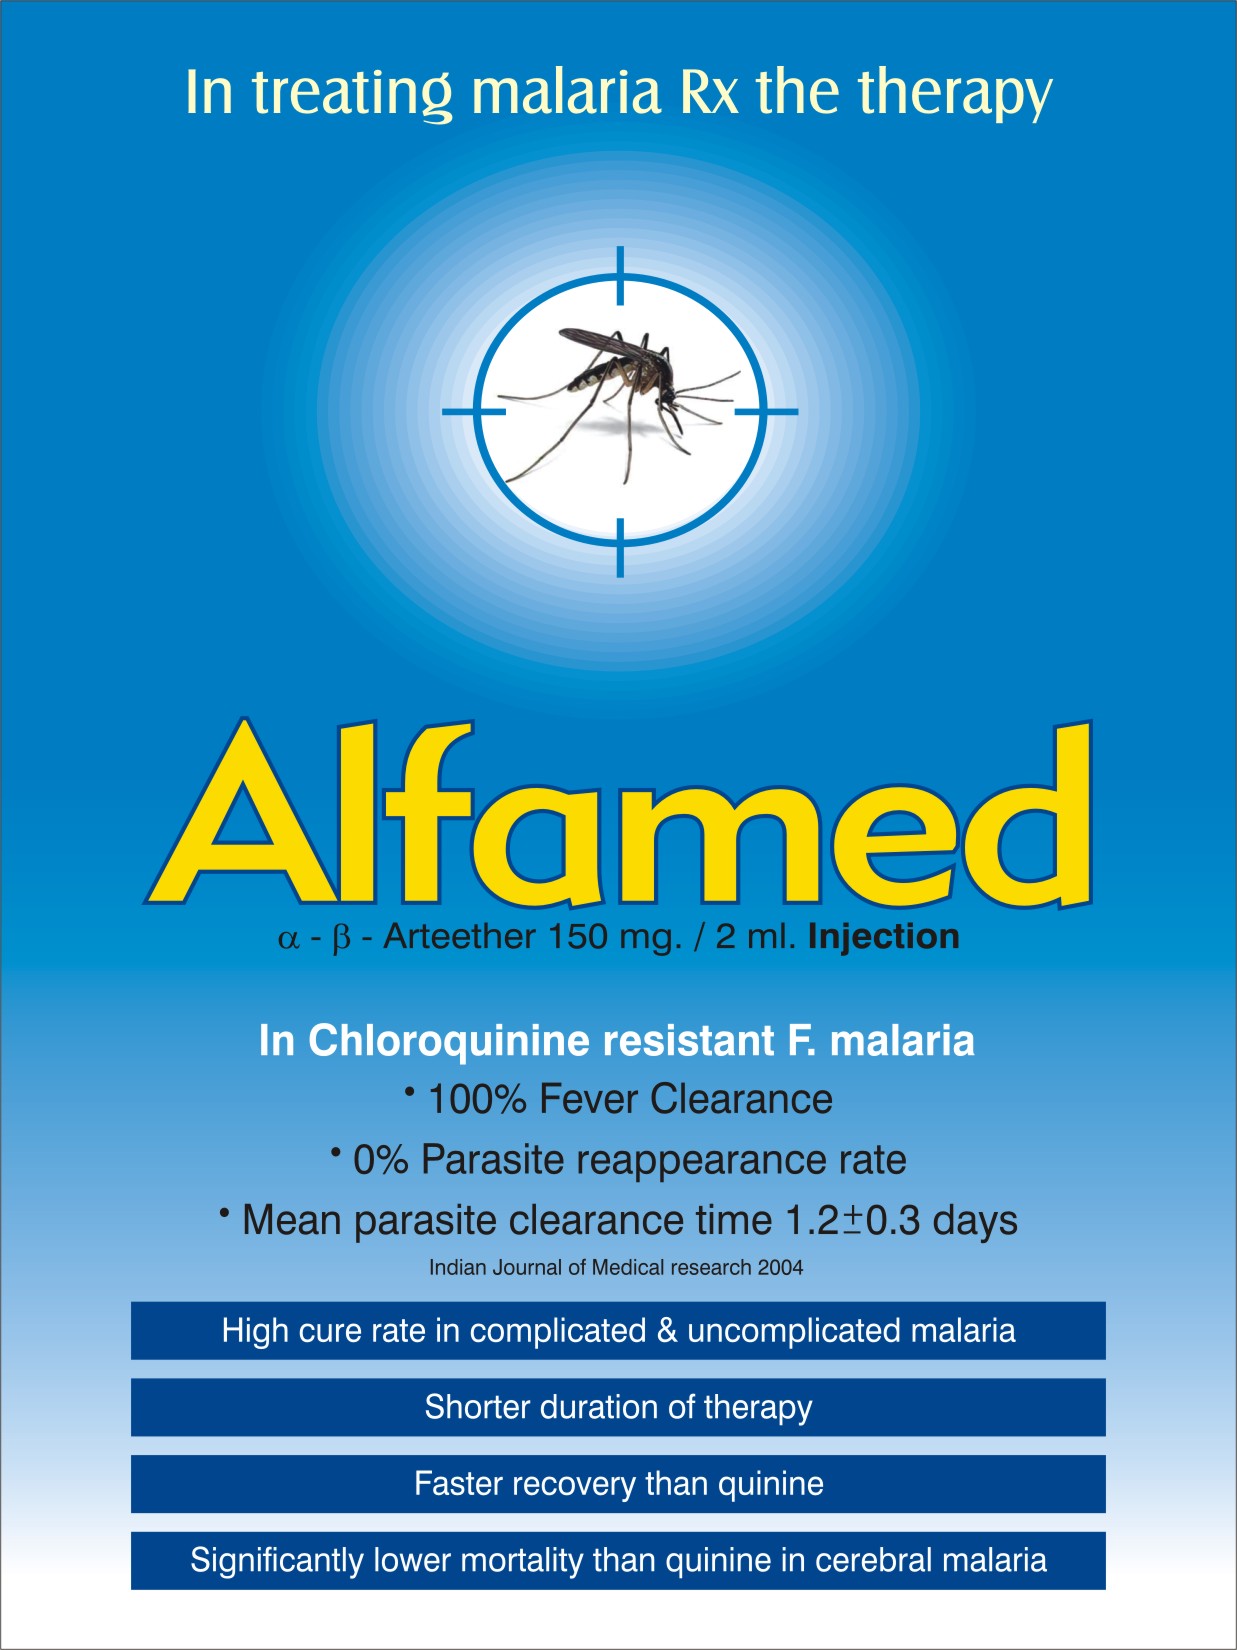 In treating malaria Rx the therapy
Alfamed
α - β - Arteether 150 mg. / 2 ml. Injection
In Chloroquinine resistant F. malaria
• 100% Fever Clearance
• 0% Parasite reappearance rate
• Mean parasite clearance time 1.2±0.3 days
Indian Journal of Medical research 2004
High cure rate in complicated & uncomplicated malaria
Shorter duration of therapy
Faster recovery than quinine
Significantly lower mortality than quinine in cerebral malaria